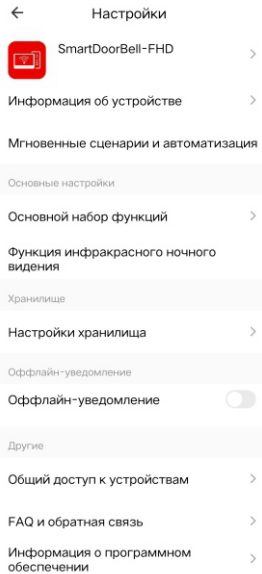 Настройки
SmartDoorBell-FHD
Информация об устройстве
Мгновенные сценарии и автоматизация
Основные настройки
Основной набор функций
Функция инфракрасного ночного
видения
Хранилище
Настройки хранилища
Оффлайн-уведомление
Оффлайн-уведомление
Другие
Общий доступ к устройствам
FAQ и обратная связь
Информация о программном
обеспечении